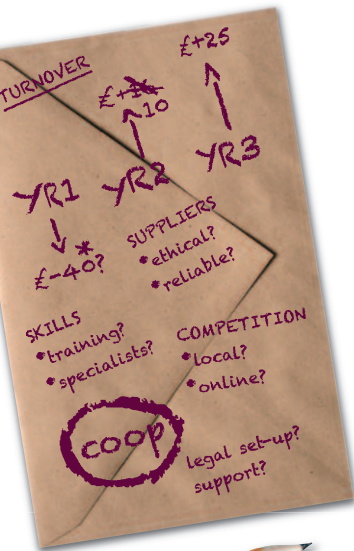 TURNOVER
£+10
£+25
YR1
YR2
YR3
£-40?*
SUPPLIERS
• ethical?
• reliable?
SKILLS
• training?
• specialists?
COMPETITION
• local?
• online?
coop
legal set-up?
support?